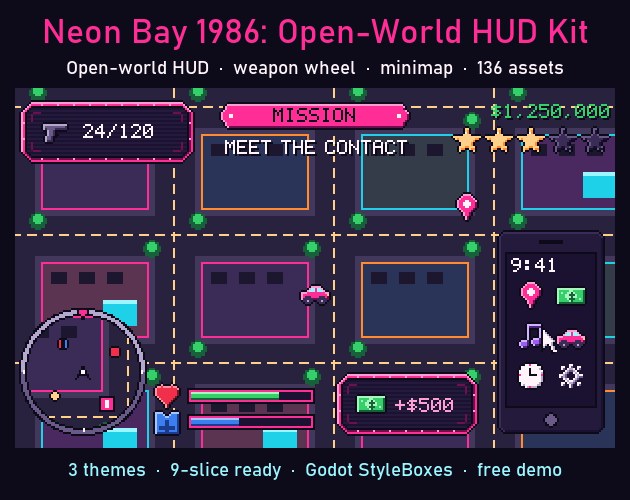 Neon Bay 1986: Open-World HUD Kit
Open-world HUD · weapon wheel · minimap · 136 assets
24/120
MISSION
MEET THE CONTACT
$1,250,000
9:41
+$500
3 themes · 9-slice ready · Godot StyleBoxes · free demo